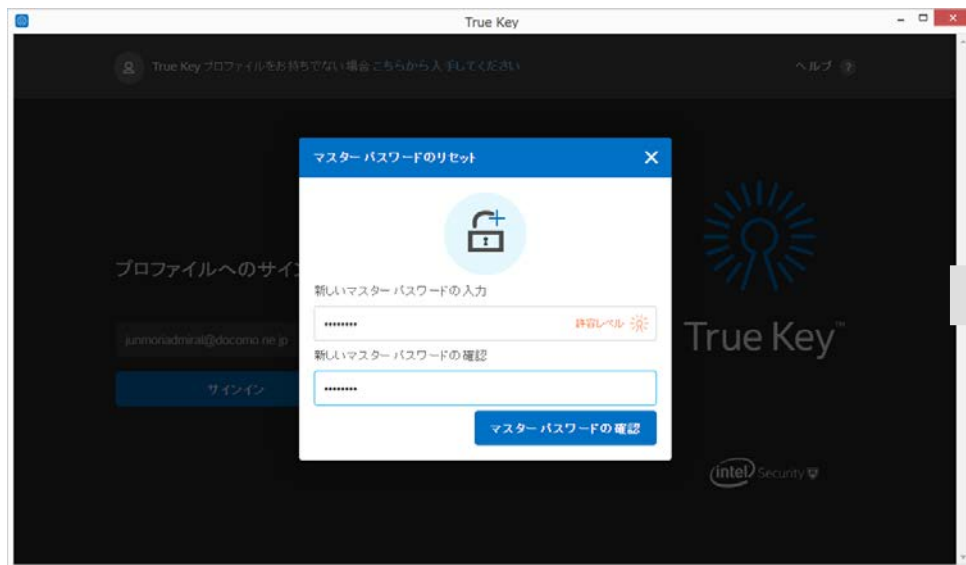 True Key
True Key プロファイルをお持ちでない場合 こちらから入手してください
ヘルプ ?
マスター パスワードのリセット
プロファイルへのサイン
新しいマスター パスワードの入力
•••••••• 許容レベル
新しいマスター パスワードの確認
••••••••
junmoriadmiral@docomo.ne.jp
サインイン
マスター パスワードの確認
True Key™
intel Security